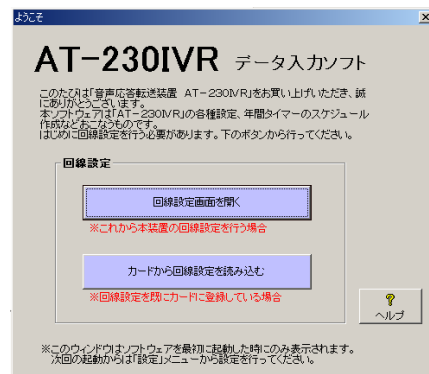 ようこそ
AT-230IVR データ入力ソフト
このたびは「音声応答転送装置 AT-230IVR」をお買い上げいただき、誠
にありがとうございます。
本ソフトウェアは「AT-230IVR」の各種設定、年間タイマーのスケジュール
作成などをおこなうものです。
はじめに回線設定を行う必要があります。下のボタンから行ってください。
回線設定
回線設定画面を開く
※これから本装置の回線設定を行う場合
カードから回線設定を読み込む
※回線設定を既にカードに登録している場合
ヘルプ
※このウィンドウはソフトウェアを最初に起動した時にのみ表示されます。
次回の起動からは「設定」メニューから設定を行ってください。